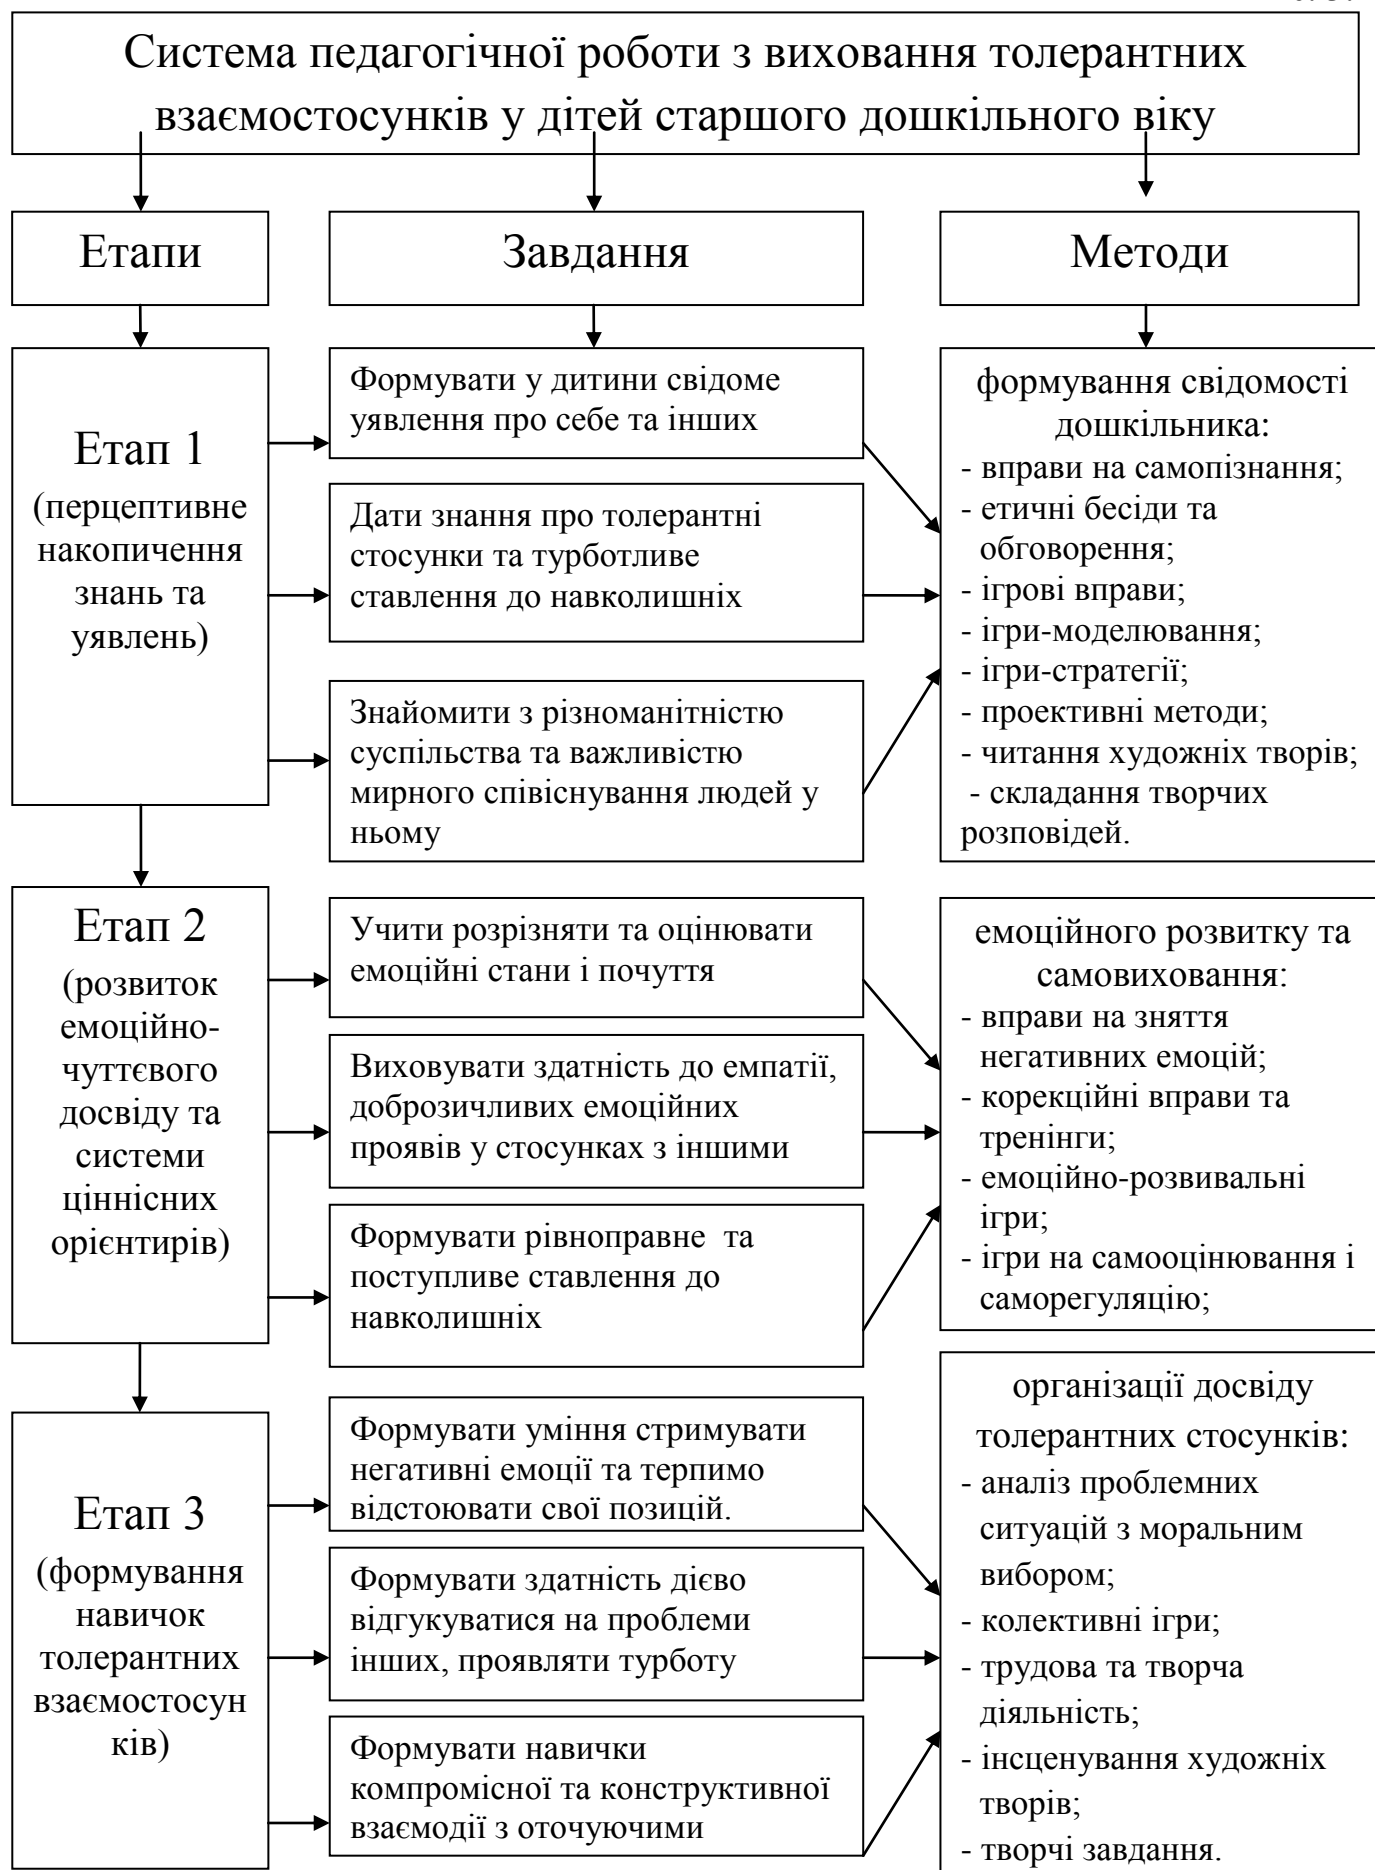 Система педагогічної роботи з виховання толерантних
взаємостосунків у дітей старшого дошкільного віку
Етапи
Завдання
Методи
Етап 1
(перцептивне
накопичення
знань та
уявлень)
Формувати у дитини свідоме
уявлення про себе та інших
Дати знання про толерантні
стосунки та турботливе
ставлення до навколишніх
Знайомити з різноманітністю
суспільства та важливістю
мирного співіснування людей у
ньому
формування свідомості
дошкільника:
- вправи на самопізнання;
- етичні бесіди та
обговорення;
- ігрові вправи;
- ігри-моделювання;
- ігри-стратегії;
- проективні методи;
- читання художніх творів;
- складання творчих
розповідей.
Етап 2
(розвиток
емоційно-
чуттєвого
досвіду та
системи
ціннісних
орієнтирів)
Учити розрізняти та оцінювати
емоційні стани і почуття
Виховувати здатність до емпатії,
доброзичливих емоційних
проявів у стосунках з іншими
Формувати рівноправне та
поступливе ставлення до
навколишніх
емоційного розвитку та
самовиховання:
- вправи на зняття
негативних емоцій;
- корекційні вправи та
тренінги;
- емоційно-розвивальні
ігри;
- ігри на самооцінювання і
саморегуляцію;
Етап 3
(формування
навичок
толерантних
взаємостосун
ків)
Формувати уміння стримувати
негативні емоції та терпимо
відстоювати свої позицій.
Формувати здатність дієво
відгукуватися на проблеми
інших, проявляти турботу
Формувати навички
компромісної та конструктивної
взаємодії з оточуючими
організації досвіду
толерантних стосунків:
- аналіз проблемних
ситуацій з моральним
вибором;
- колективні ігри;
- трудова та творча
діяльність;
- інсценування художніх
творів;
- творчі завдання.